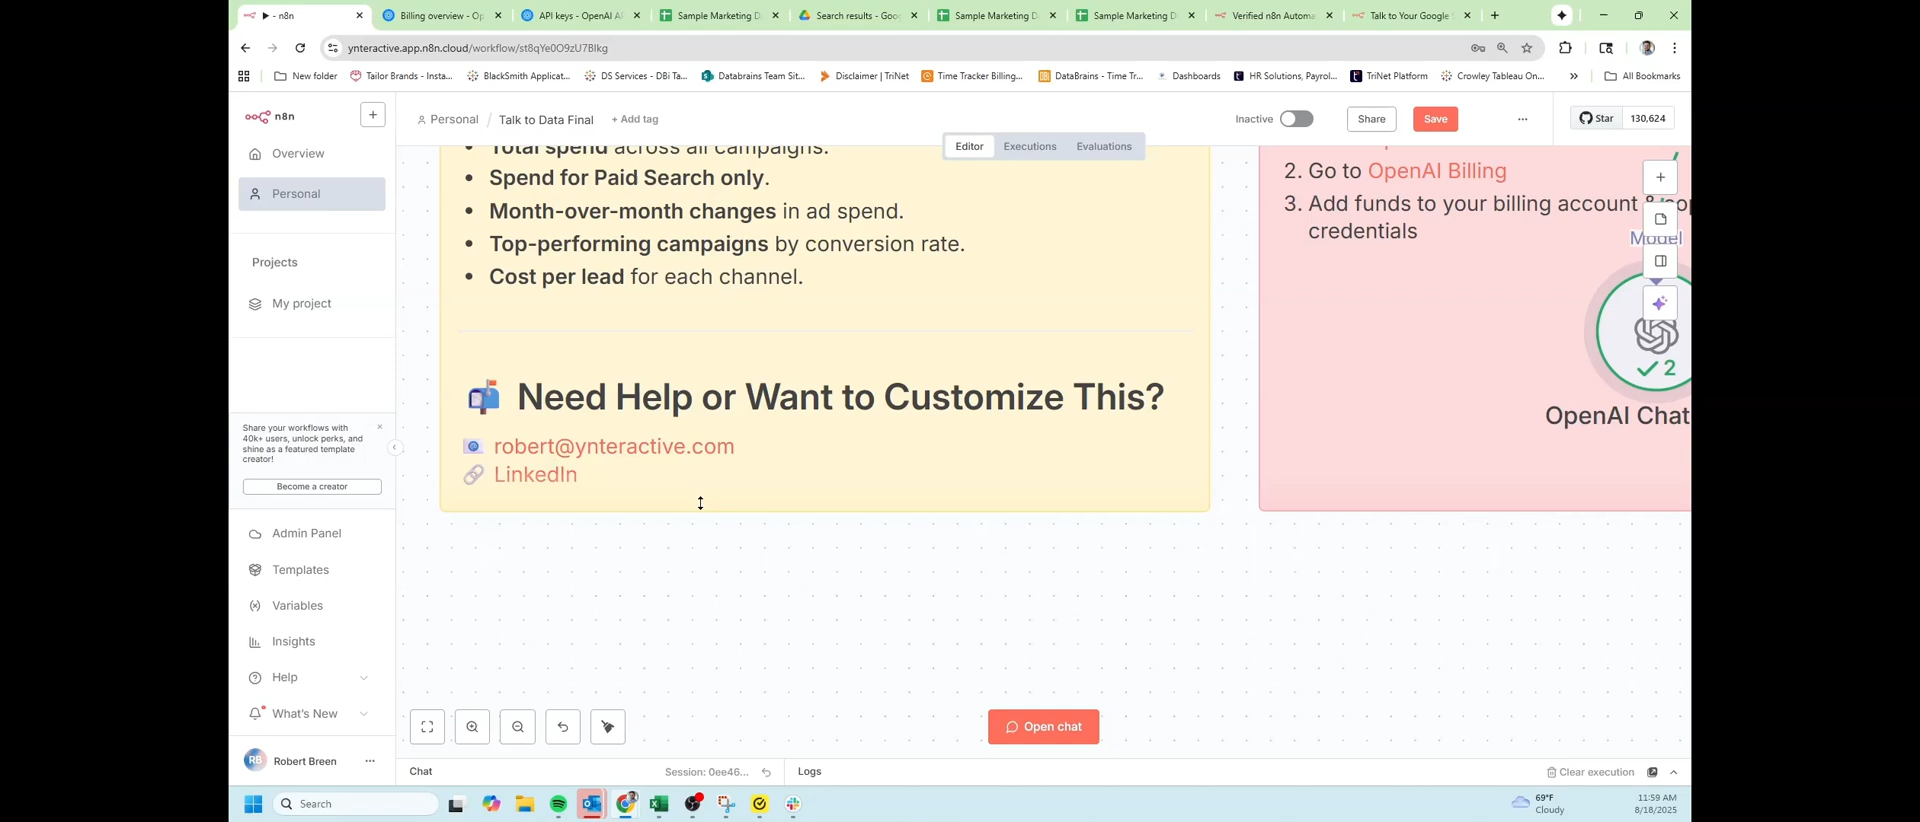 ▶ - n8n
Billing overview - Op
API keys - OpenAI A
Sample Marketing D
Search results - Goo
Sample Marketing D
Sample Marketing D
Verified n8n Automa
Talk to Your Google
ynteractive.app.n8n.cloud/workflow/st8qYe0O9zU7BIkg
New folder
Tailor Brands - Insta...
BlackSmith Applicat...
DS Services - DBi Ta...
Databrains Team Sit...
Disclaimer | TriNet
Time Tracker Billing...
DataBrains - Time Tr...
Dashboards
HR Solutions, Payrol...
TriNet Platform
Crowley Tableau On...
»
All Bookmarks
n8n
Personal / Talk to Data Final + Add tag
Inactive
Share
Save
...
Star 130,624
Editor
Executions
Evaluations
Overview
Personal
Projects
My project
Share your workflows with
40k+ users, unlock perks, and
shine as a featured template
creator!
Become a creator
Admin Panel
Templates
Variables
Insights
Help
What's New
RB Robert Breen
• Total spend across all campaigns.
• Spend for Paid Search only.
• Month-over-month changes in ad spend.
• Top-performing campaigns by conversion rate.
• Cost per lead for each channel.
📬 Need Help or Want to Customize This?
📧 robert@ynteractive.com
🔗 LinkedIn
2. Go to OpenAI Billing
3. Add funds to your billing account &
credentials
Model
2
OpenAI Chat
Open chat
Chat
Session: 0ee46...
Logs
Clear execution
Search
69°F
Cloudy
11:59 AM
8/18/2025